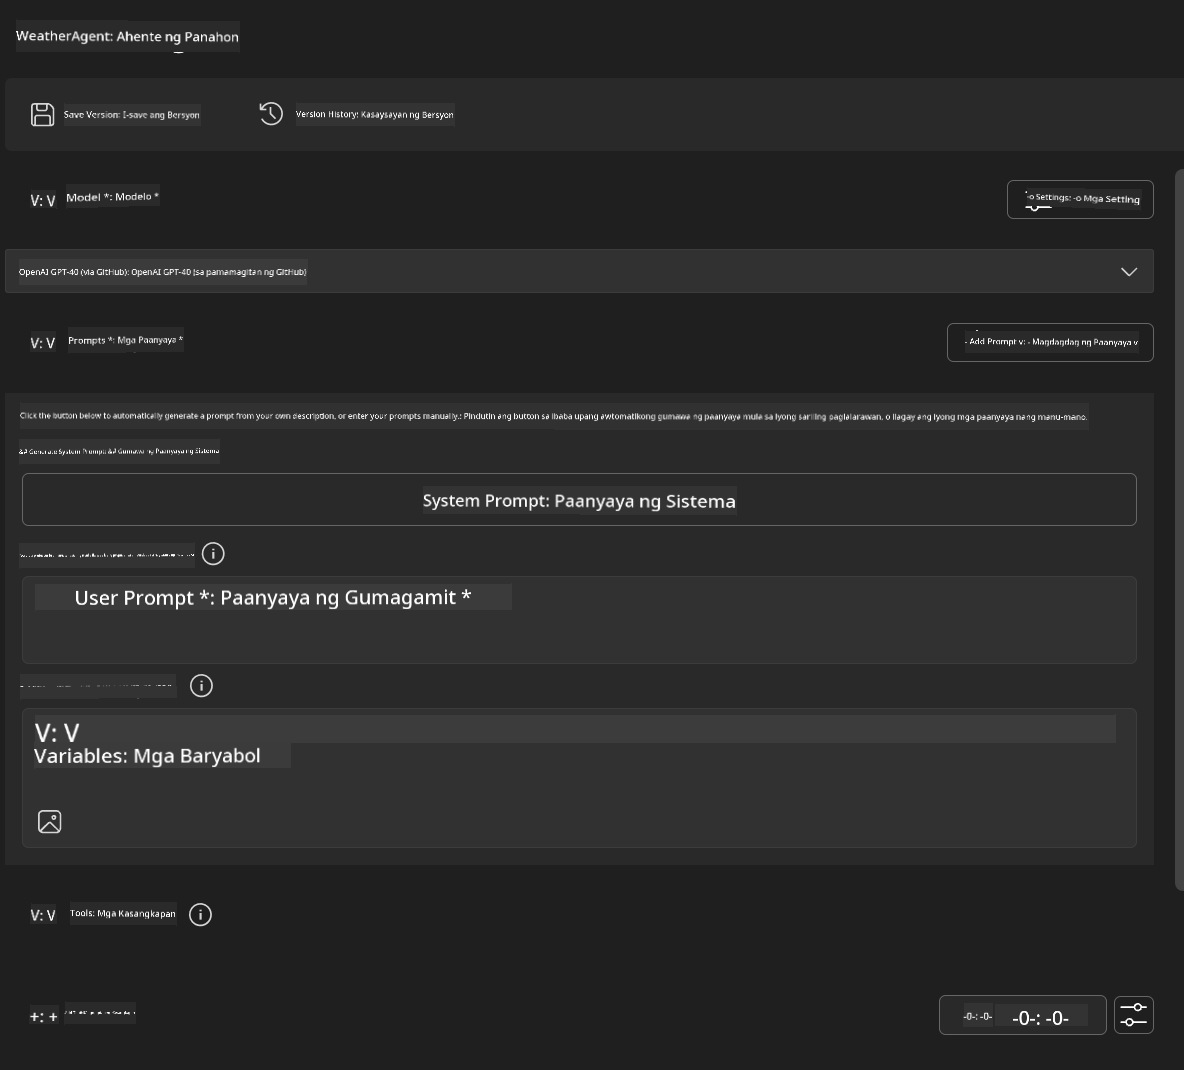 WeatherAgent: Ahente ng Panahon
Save Version: I-save ang Bersyon
Version History: Kasaysayan ng Bersyon
V: V
Model *: Modelo *
-o Settings: -o Mga Setting
OpenAI GPT-40 (via GitHub): OpenAI GPT-40 (sa pamamagitan ng GitHub)
V: V
Prompts *: Mga Paanyaya *
- Add Prompt v: - Magdagdag ng Paanyaya v
Click the button below to automatically generate a prompt from your own description, or enter your prompts manually.: Pindutin ang button sa ibaba upang awtomatikong gumawa ng paanyaya mula sa iyong sariling paglalarawan, o ilagay ang iyong mga paanyaya nang manu-mano.
&# Generate System Prompt: &# Gumawa ng Paanyaya ng Sistema
System Prompt: Paanyaya ng Sistema
User Prompt *: Paanyaya ng Gumagamit *
V: V
Variables: Mga Baryabol
V: V
Tools: Mga Kasangkapan
+: +
-0-: -0-
-0-: -0-